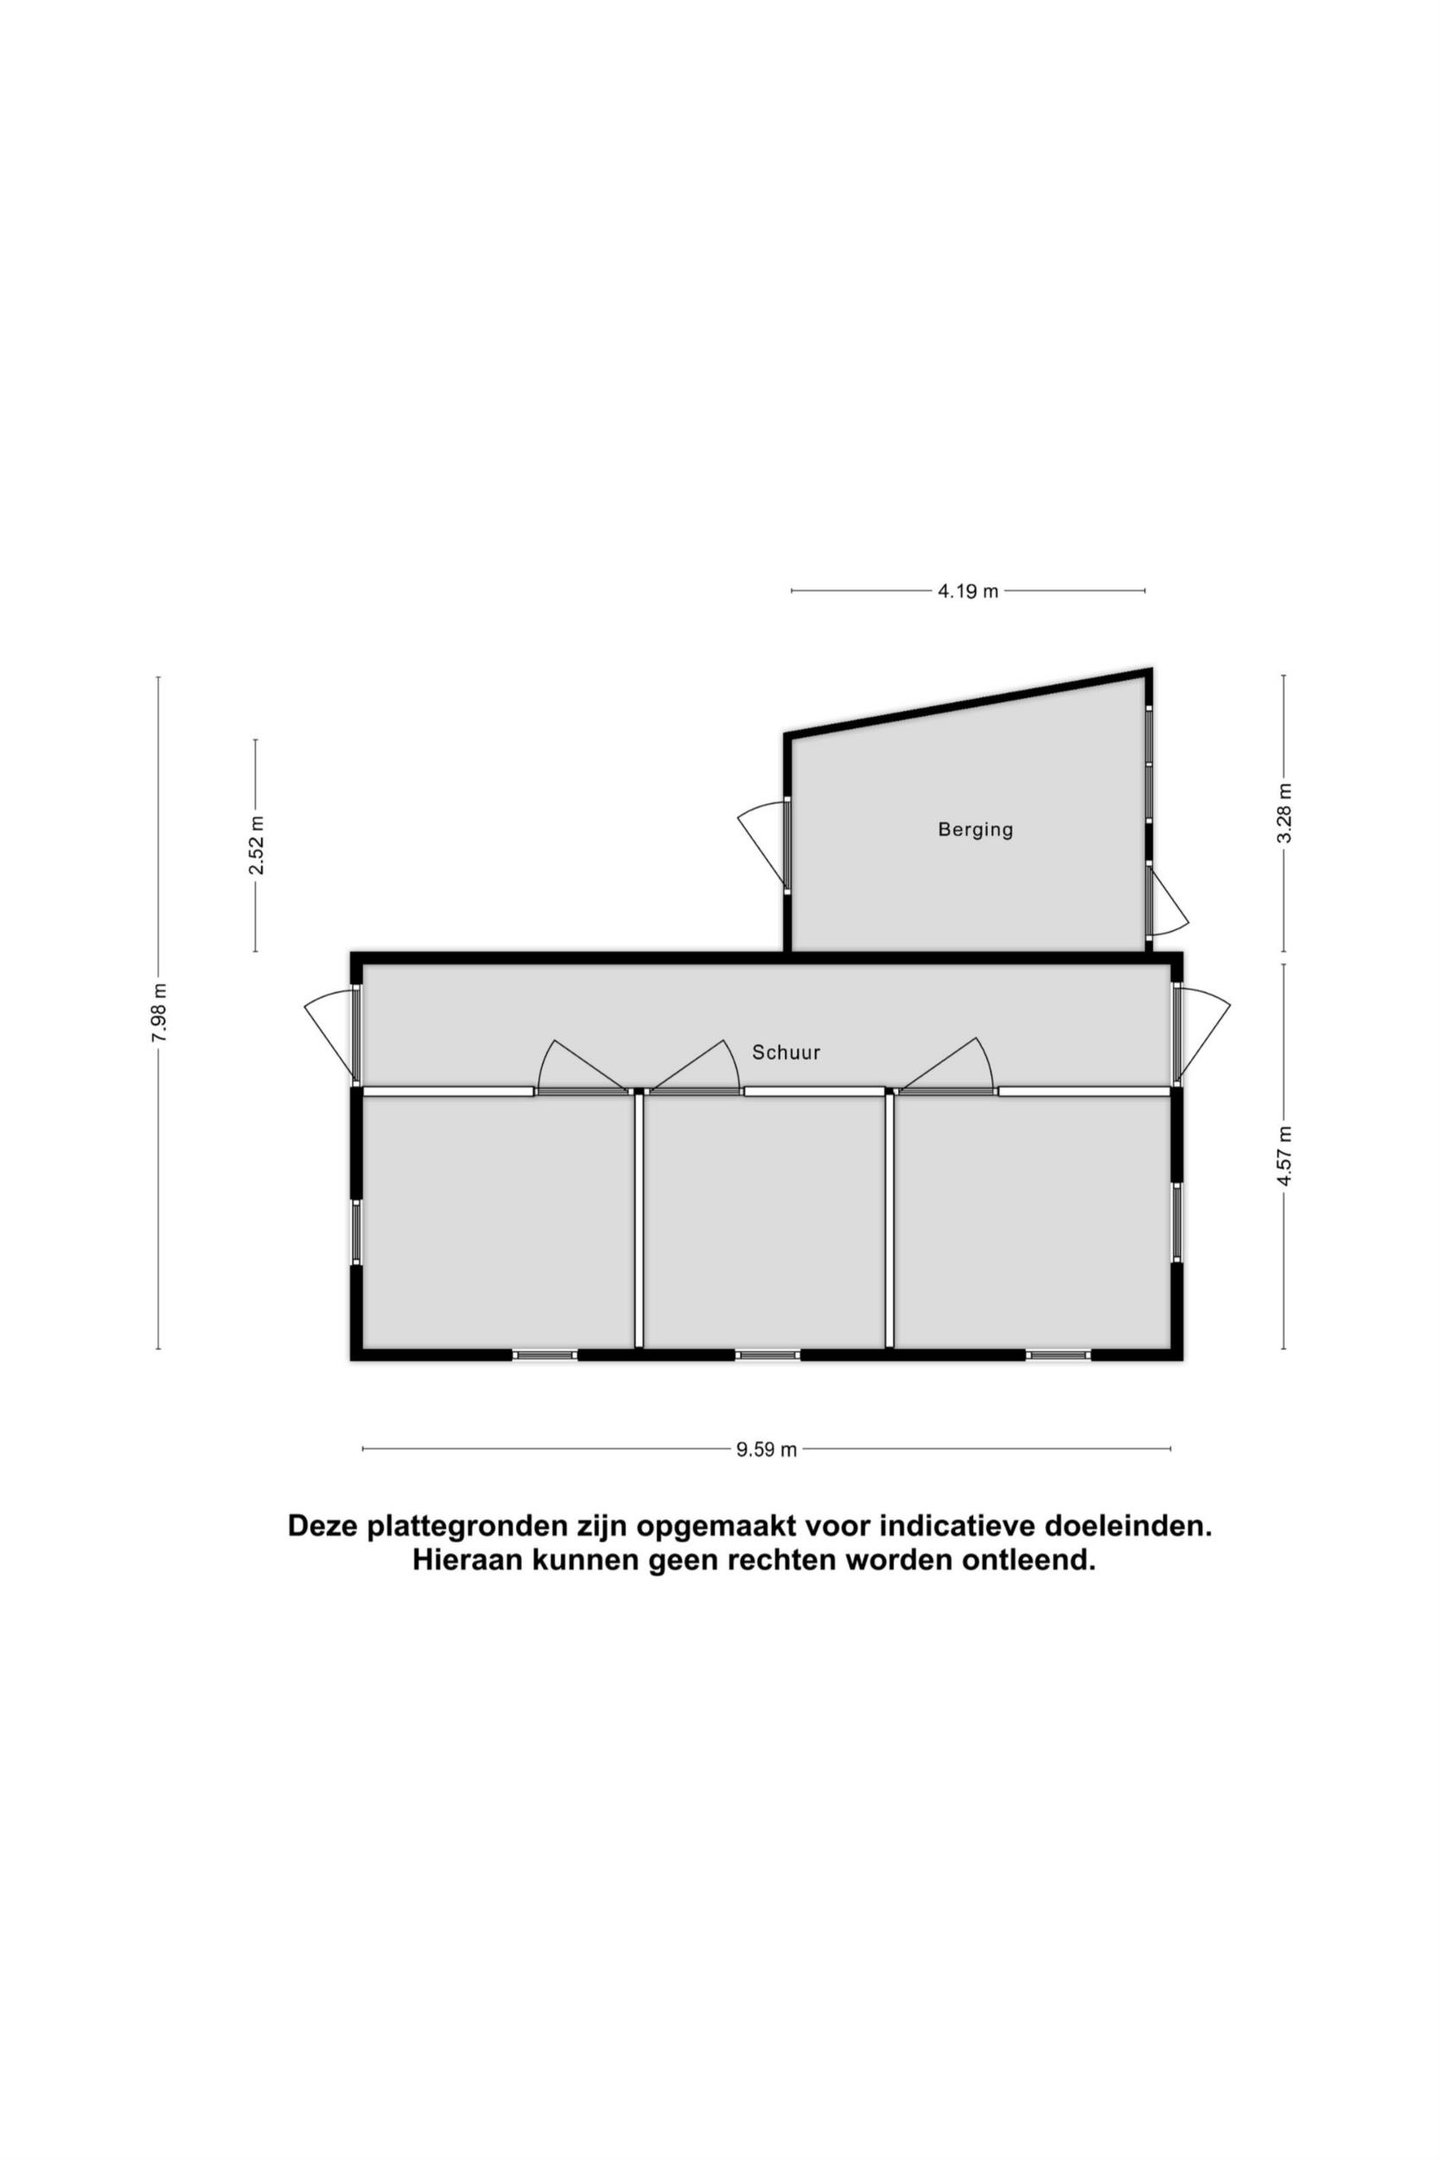 4.19 m
Berging
3.28 m
2.52 m
7.98 m
Schuur
4.57 m
9.59 m
Deze plattegronden zijn opgemaakt voor indicatieve doeleinden.
Hieraan kunnen geen rechten worden ontleend.